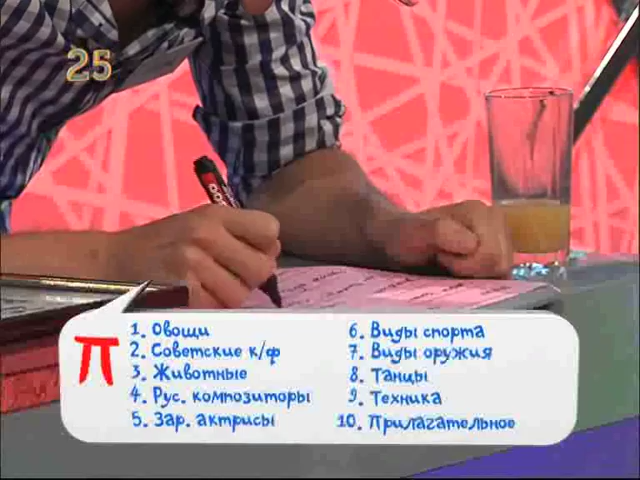 25
П
1. Овощи
2. Советские к/ф
3. Животные
4. Рус. композиторы
5. Зар. актрисы
6. Виды спорта
7. Виды оружия
8. Танцы
9. Техника
10. Прилагательное